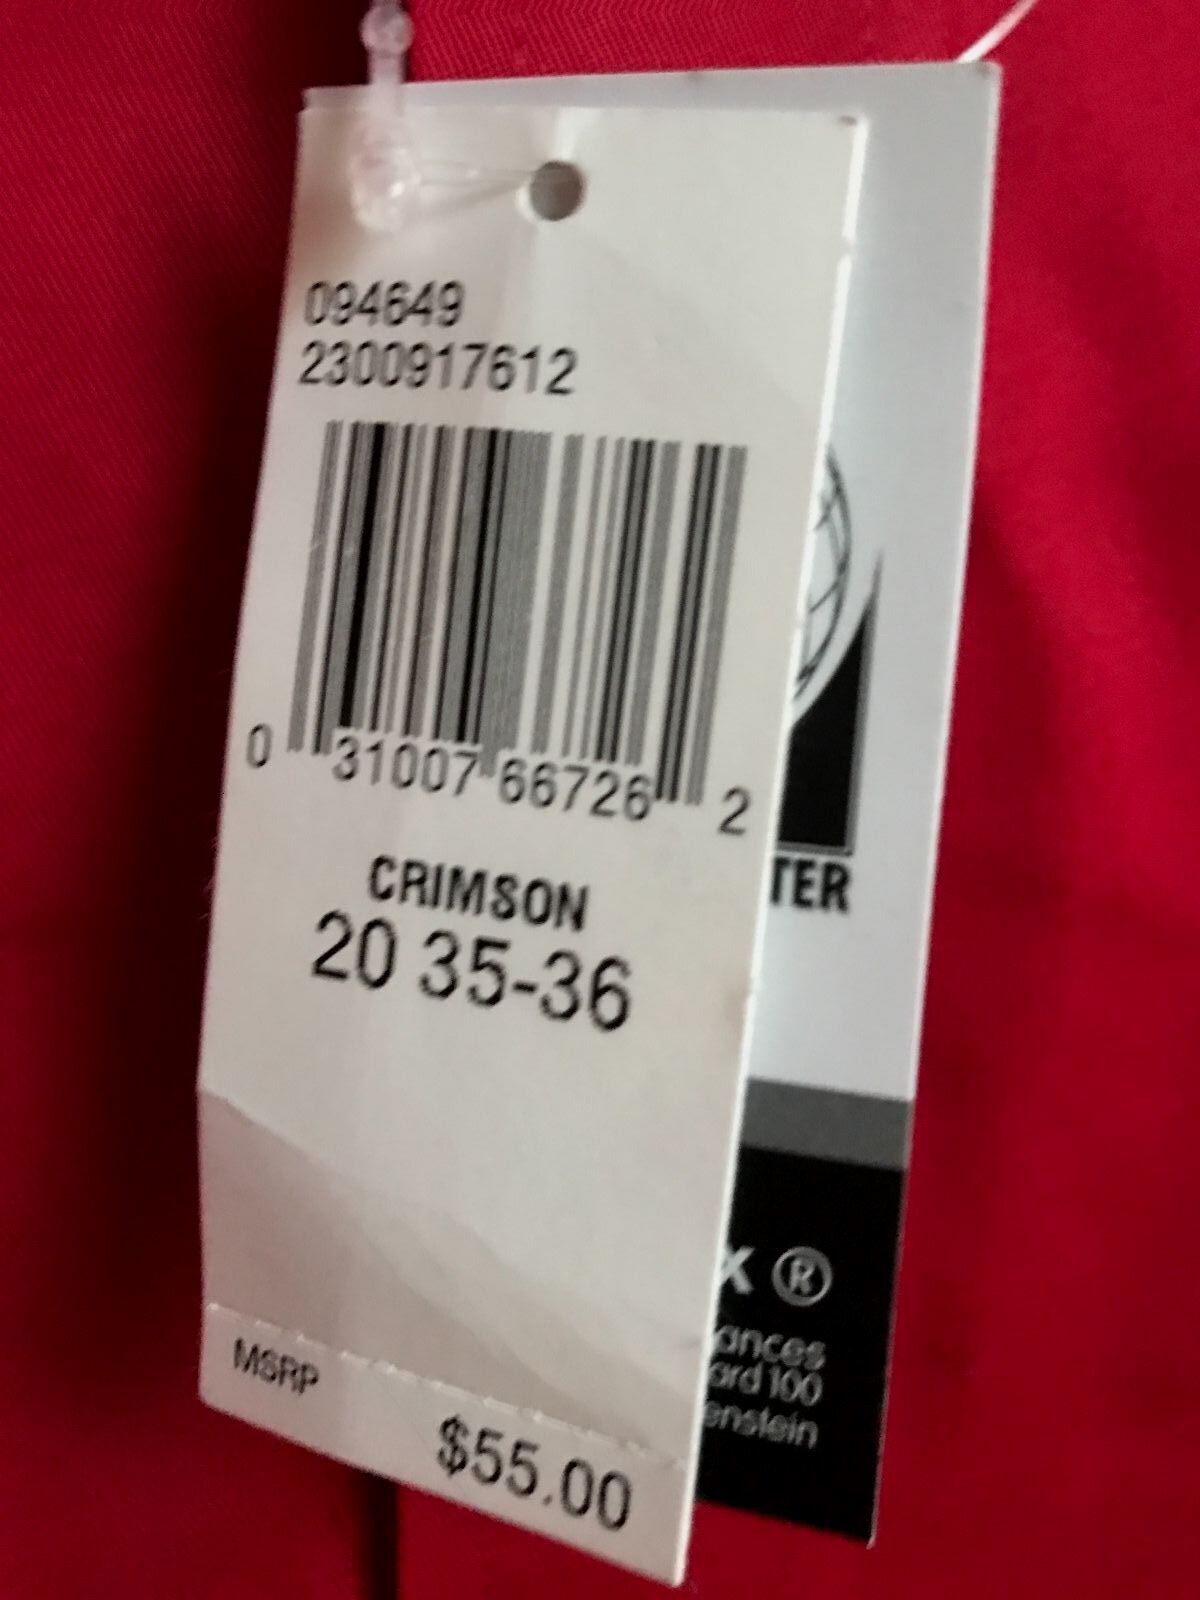 094649
2300917612
0 31007 66726 2
CRIMSON
20 35-36
MSRP
$55.00
TER
X ®
ances
ard 100
enstein